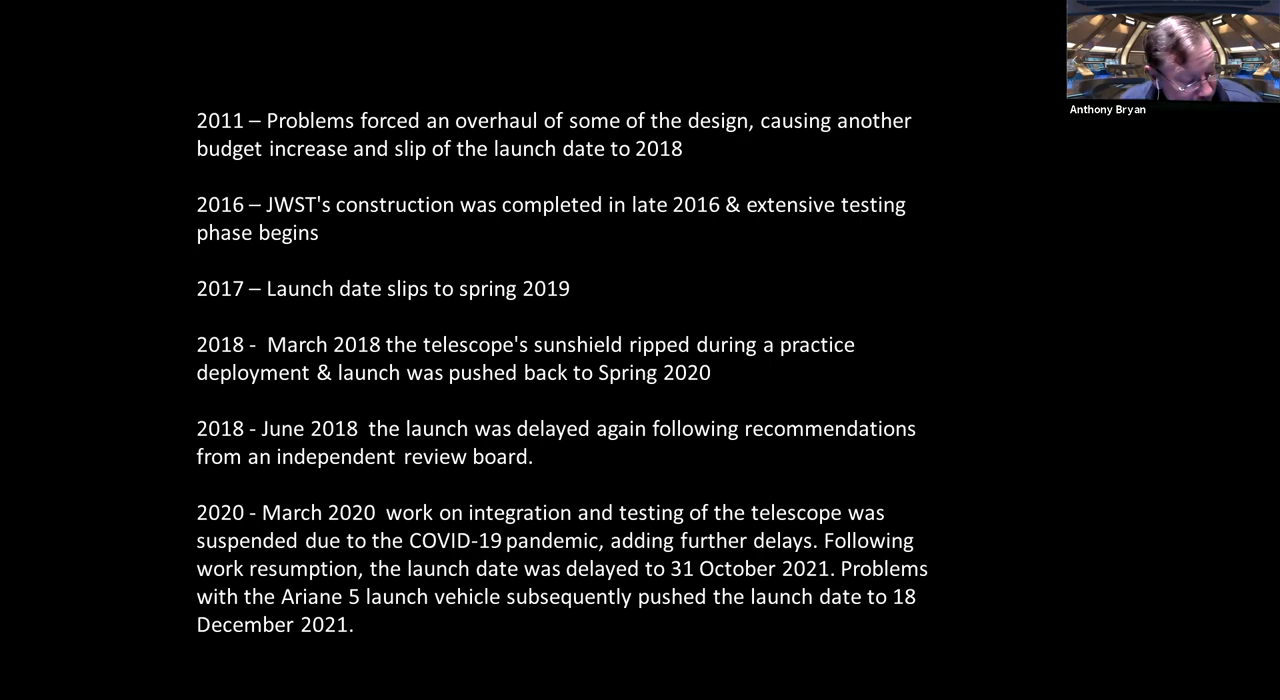 2011 – Problems forced an overhaul of some of the design, causing another
budget increase and slip of the launch date to 2018
2016 – JWST's construction was completed in late 2016 & extensive testing
phase begins
2017 – Launch date slips to spring 2019
2018 -  March 2018 the telescope's sunshield ripped during a practice
deployment & launch was pushed back to Spring 2020
2018 - June 2018  the launch was delayed again following recommendations
from an independent review board.
2020 - March 2020  work on integration and testing of the telescope was
suspended due to the COVID-19 pandemic, adding further delays. Following
work resumption, the launch date was delayed to 31 October 2021. Problems
with the Ariane 5 launch vehicle subsequently pushed the launch date to 18
December 2021.
Anthony Bryan